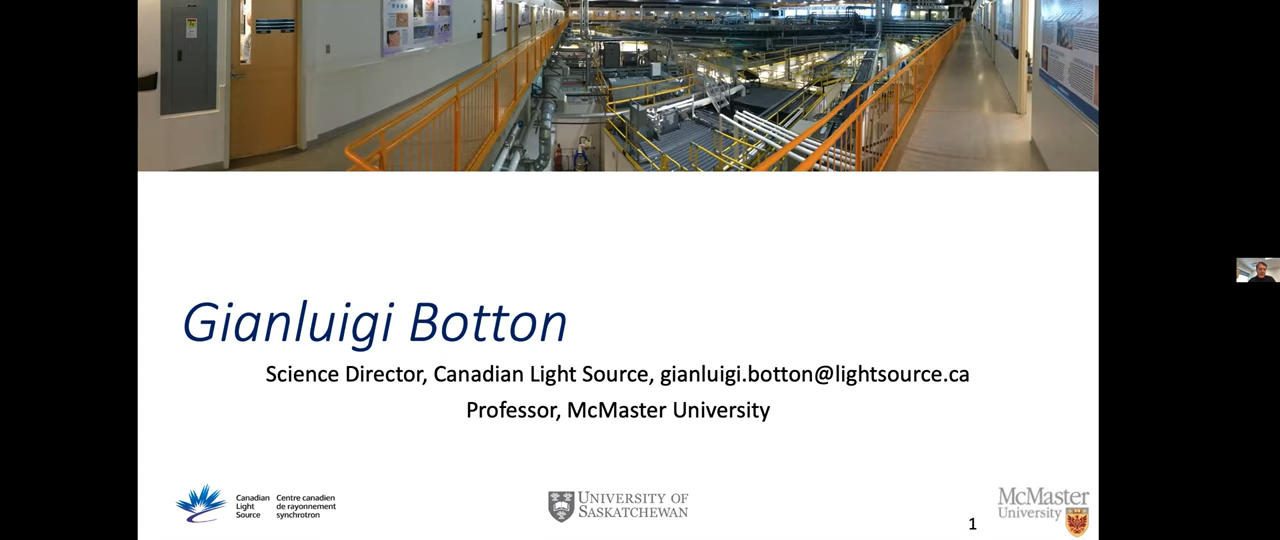 Gianluigi Botton
Science Director, Canadian Light Source, gianluigi.botton@lightsource.ca
Professor, McMaster University
Canadian
Light
Source
Centre canadien
de rayonnement
synchrotron
UNIVERSITY OF
SASKATCHEWAN
McMaster
University
1